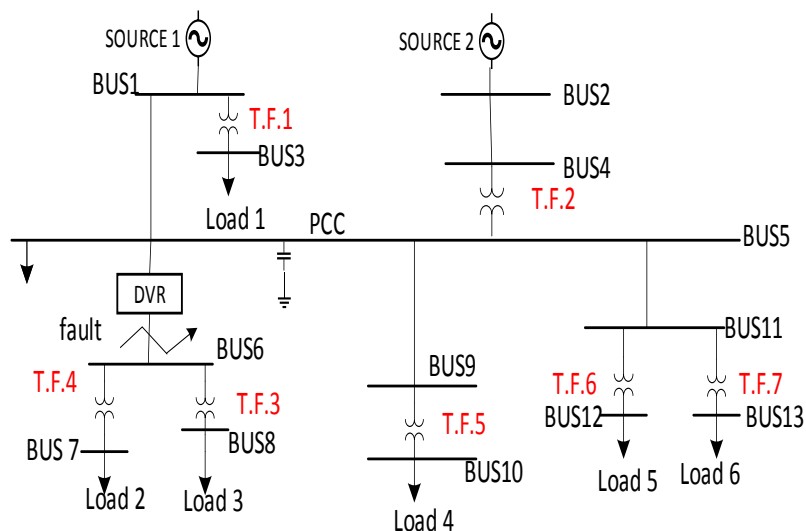 SOURCE 1
SOURCE 2
BUS1
BUS2
T.F.1
BUS3
BUS4
T.F.2
Load 1
PCC
BUS5
DVR
fault
BUS6
BUS11
T.F.4
T.F.3
BUS9
T.F.6
T.F.7
T.F.5
BUS12
BUS13
BUS 7
BUS8
BUS10
Load 5
Load 6
Load 2
Load 3
Load 4